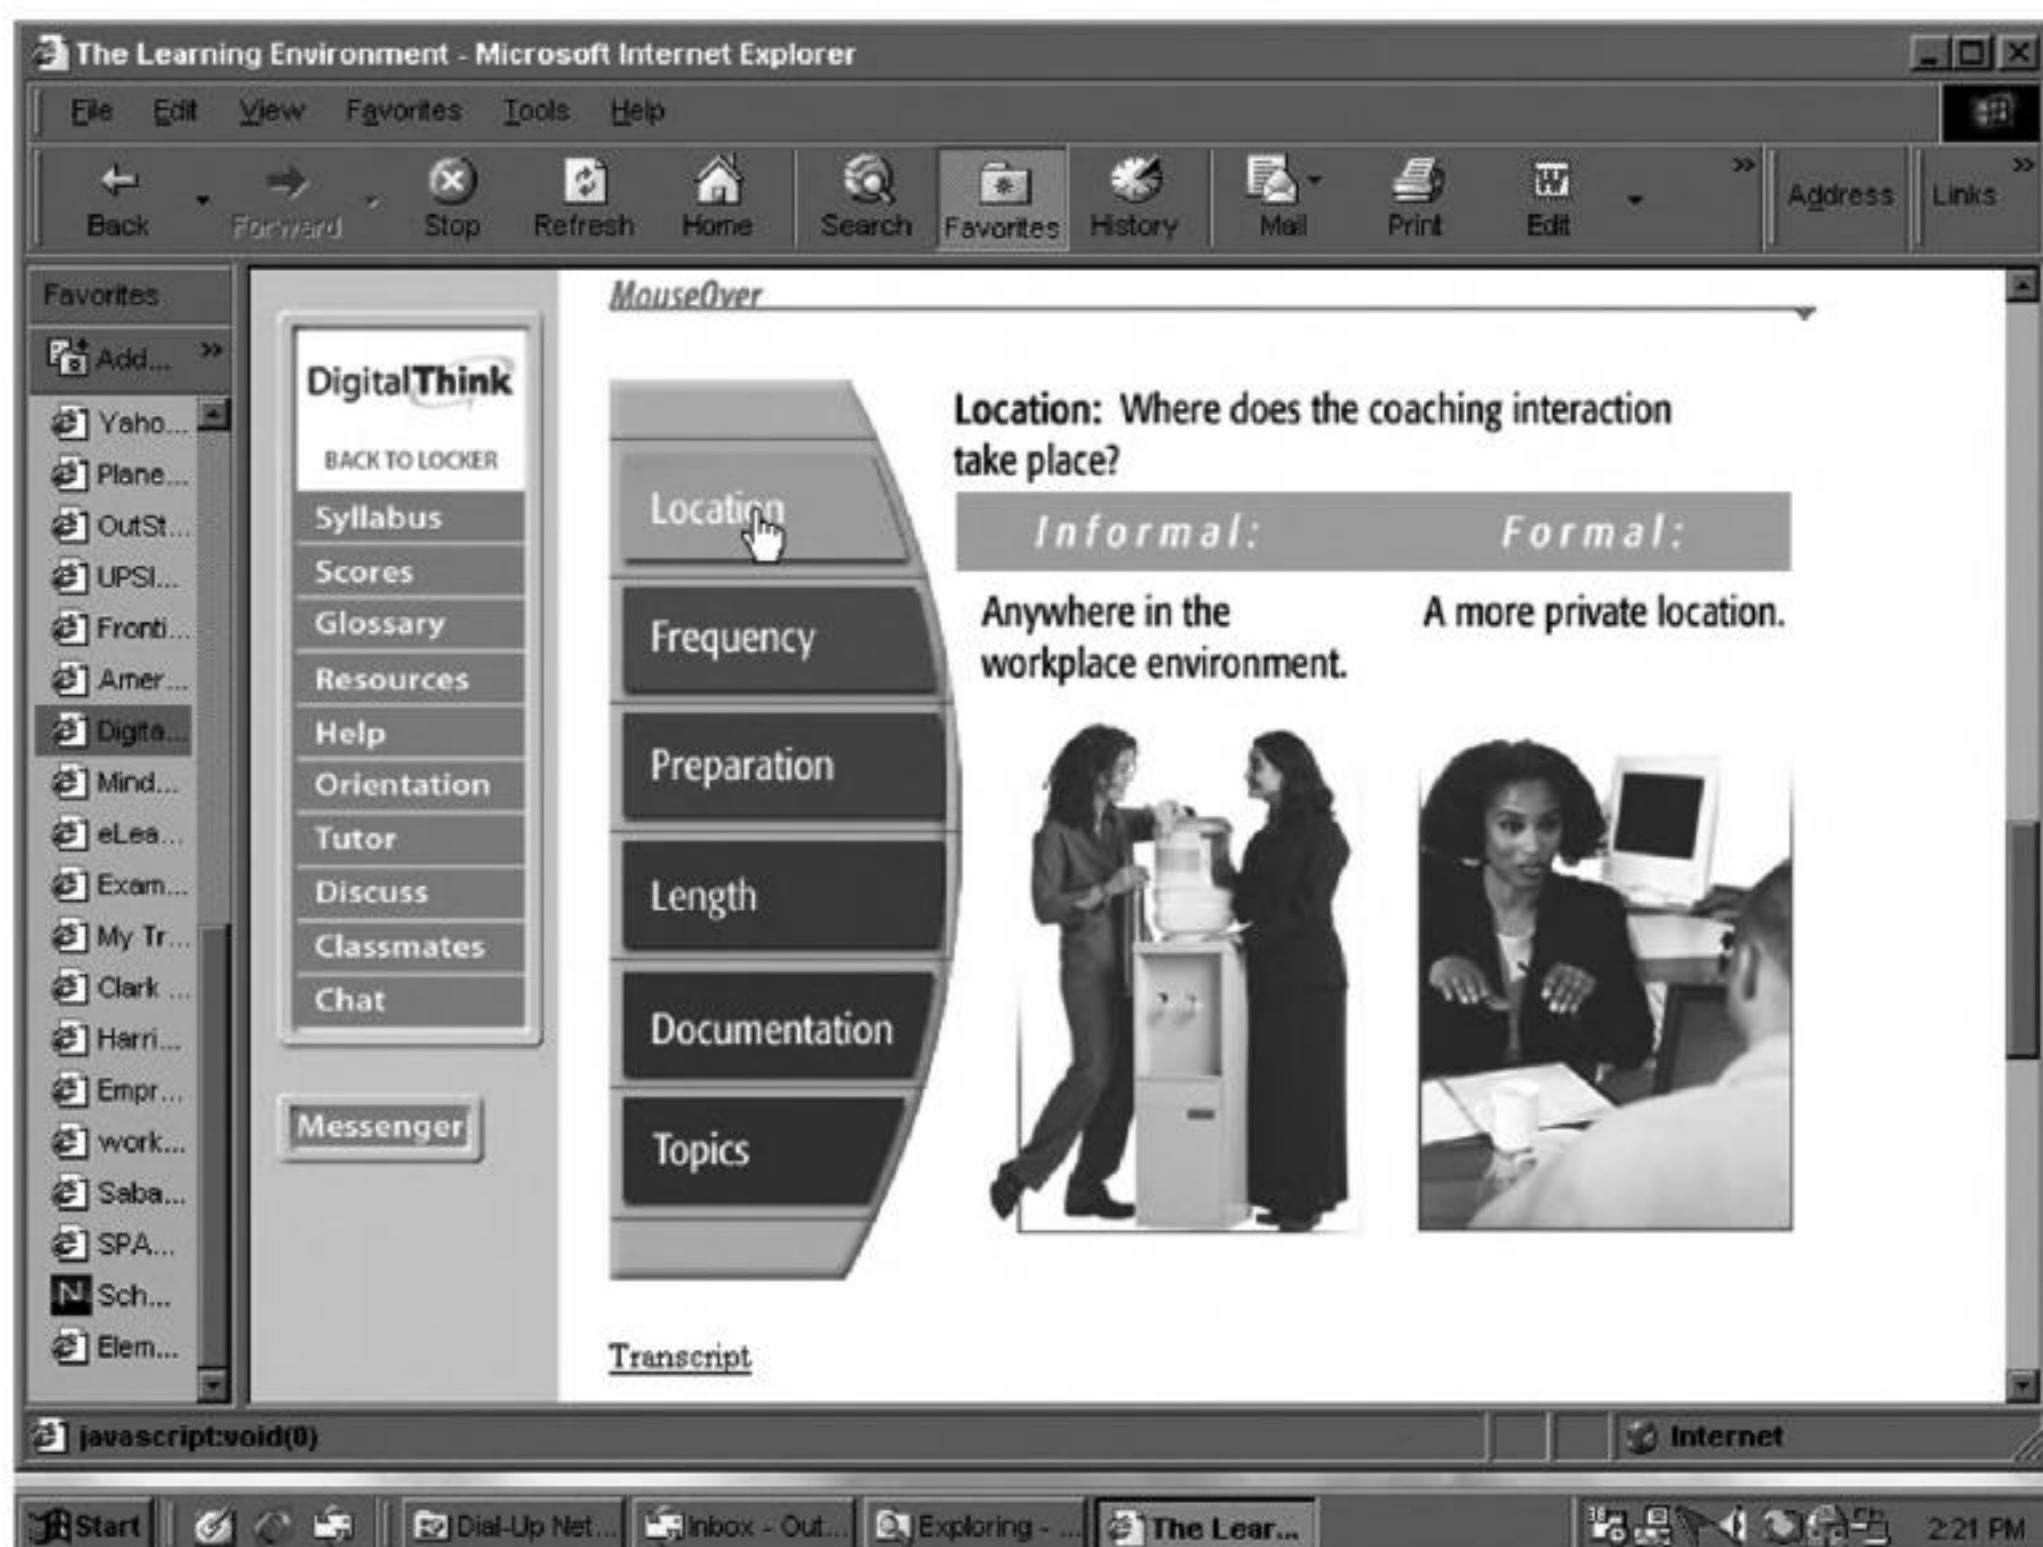 The Learning Environment - Microsoft Internet Explorer
File Edit View Favorites Tools Help
Back Forward Stop Refresh Home Search Favorites History Mail Print Edit Address Links
Favorites
Add...
Yaho...
Plane...
OutSt...
UPSI...
Fronti...
Amer...
Digita...
Mind...
eLea...
Exam...
My Tr...
Clark ...
Harri...
Empr...
work...
Saba...
SPA...
Sch...
Elem...
DigitalThink
BACK TO LOCKER
Syllabus
Scores
Glossary
Resources
Help
Orientation
Tutor
Discuss
Classmates
Chat
Messenger
MouseOver
Location
Frequency
Preparation
Length
Documentation
Topics
Location: Where does the coaching interaction
take place?
Informal: Formal:
Anywhere in the
workplace environment.
A more private location.
Transcript
javascript:void(0) Internet
Start Dial-Up Net... Inbox - Out... Exploring - ... The Lear... 2:21 PM